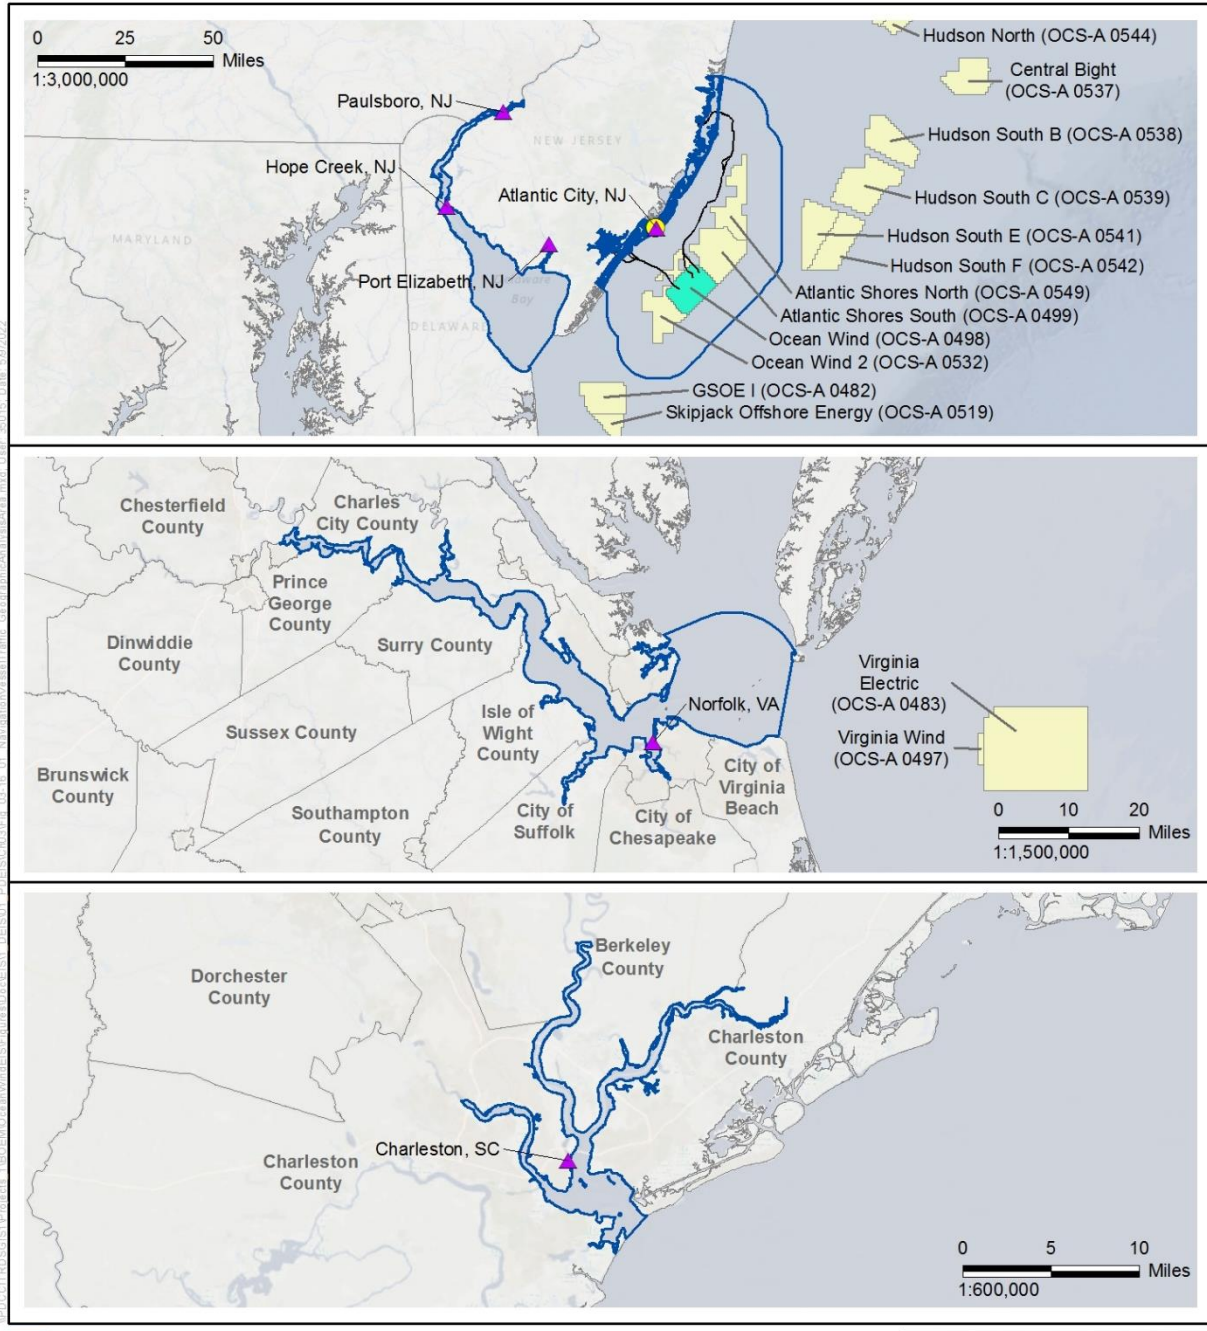 0 25 50
Miles
1:3,000,000
Paulsboro, NJ
Hope Creek, NJ
Atlantic City, NJ
Port Elizabeth, NJ
NEW JERSEY
MARYLAND
DELAWARE
Delaware
Bay
Hudson North (OCS-A 0544)
Central Bight
(OCS-A 0537)
Hudson South B (OCS-A 0538)
Hudson South C (OCS-A 0539)
Hudson South E (OCS-A 0541)
Hudson South F (OCS-A 0542)
Atlantic Shores North (OCS-A 0549)
Atlantic Shores South (OCS-A 0499)
Ocean Wind (OCS-A 0498)
Ocean Wind 2 (OCS-A 0532)
GSOE I (OCS-A 0482)
Skipjack Offshore Energy (OCS-A 0519)
Chesterfield
County
Charles
City County
Prince
George
County
Dinwiddie
County
Surry County
Sussex County
Isle of
Wight
County
Brunswick
County
Southampton
County
City of
Suffolk
City of
Chesapeake
City of
Virginia
Beach
Norfolk, VA
Virginia
Electric
(OCS-A 0483)
Virginia Wind
(OCS-A 0497)
0 10 20
Miles
1:1,500,000
Dorchester
County
Berkeley
County
Charleston
County
Charleston, SC
Charleston
County
0 5 10
Miles
1:600,000